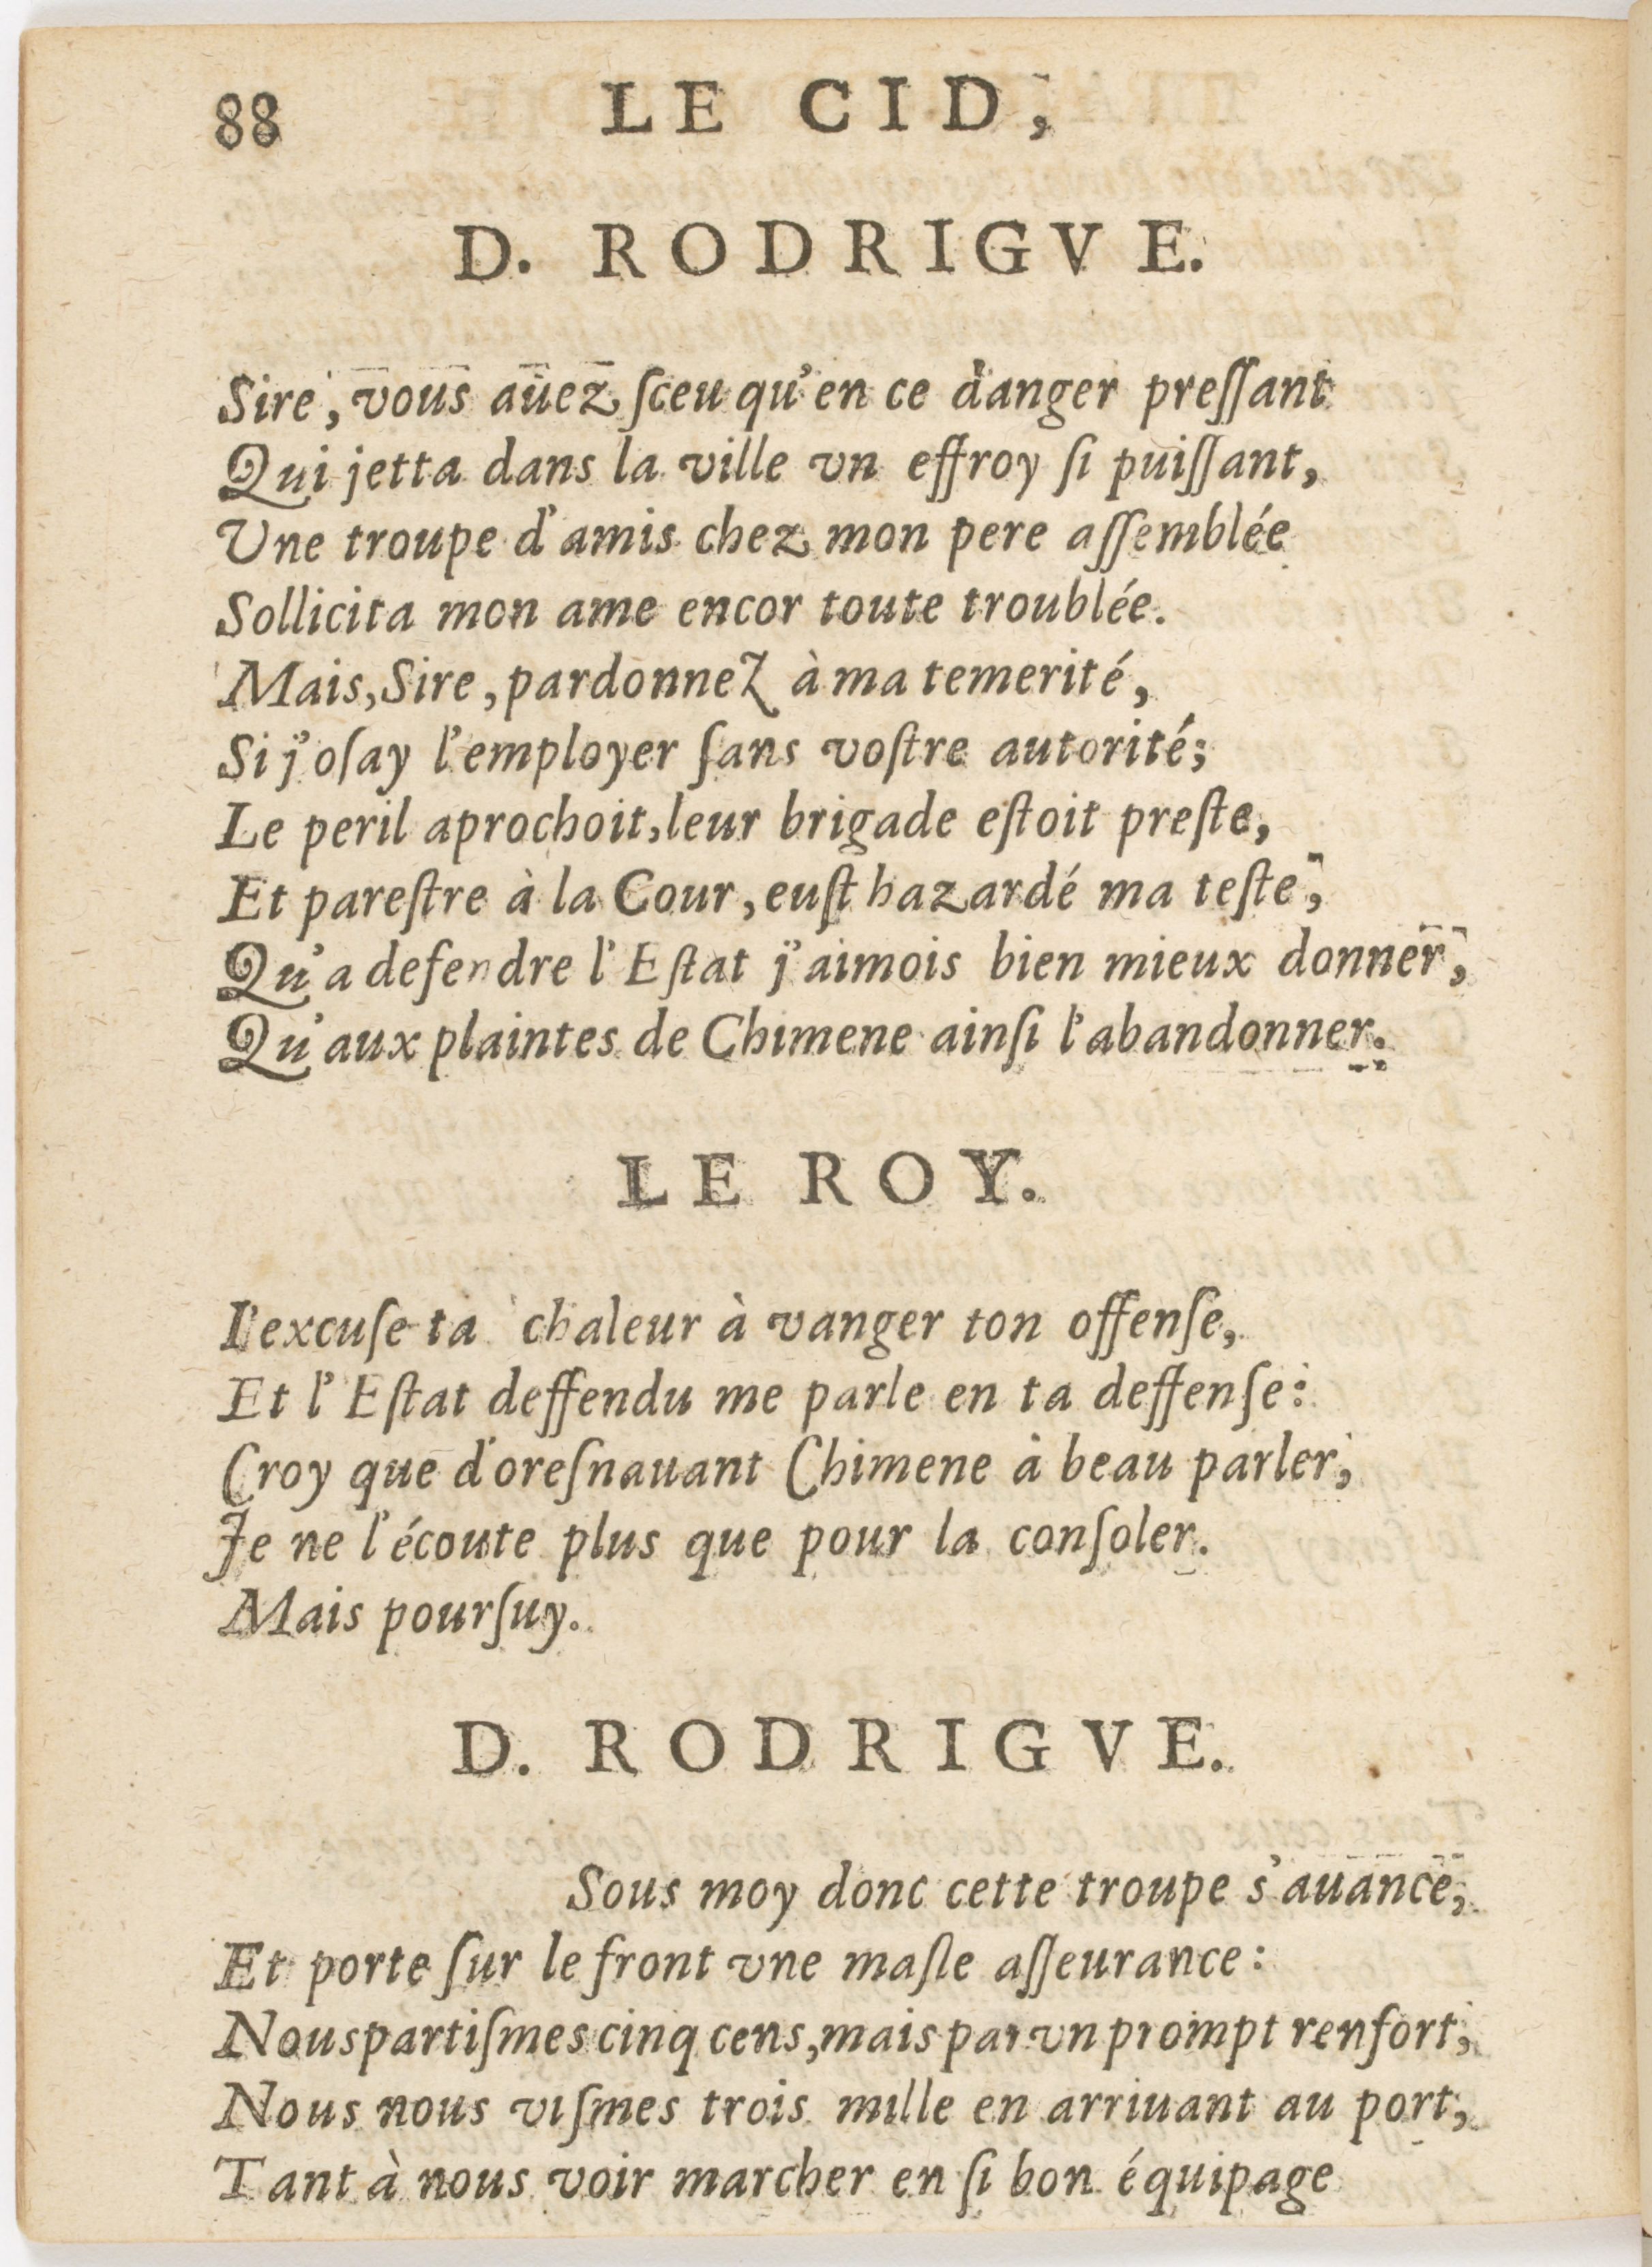 88 LE CID,
D. RODRIGVE.
Sire, vous auez ſceu qu'en ce danger preſſant
Qui jetta dans la ville vn effroy ſi puiſſant,
Vne troupe d'amis chez mon pere aſſemblée
Sollicita mon ame encor toute troublée.
Mais, Sire, pardonnez à ma temerité,
Si j'oſay l'employer ſans voſtre autorité;
Le peril aprochoit, leur brigade eſtoit preſte,
Et pareſtre à la Cour, euſt hazardé ma teſte,
Qu'a defendre l'Eſtat j'aimois bien mieux donner,
Qu'aux plaintes de Chimene ainſi l'abandonner.
LE ROY.
I'excuſe ta chaleur à vanger ton offenſe,
Et l'Eſtat deffendu me parle en ta deffenſe:
Croy que d'oreſnauant Chimene à beau parler,
Je ne l'écoute plus que pour la conſoler.
Mais pourſuy.
D. RODRIGVE.
Sous moy donc cette troupe s'auance,
Et porte ſur le front vne maſle aſſeurance:
Nous partiſmes cinq cens, mais par vn prompt renfort,
Nous nous viſmes trois mille en arriuant au port,
Tant à nous voir marcher en ſi bon équipage